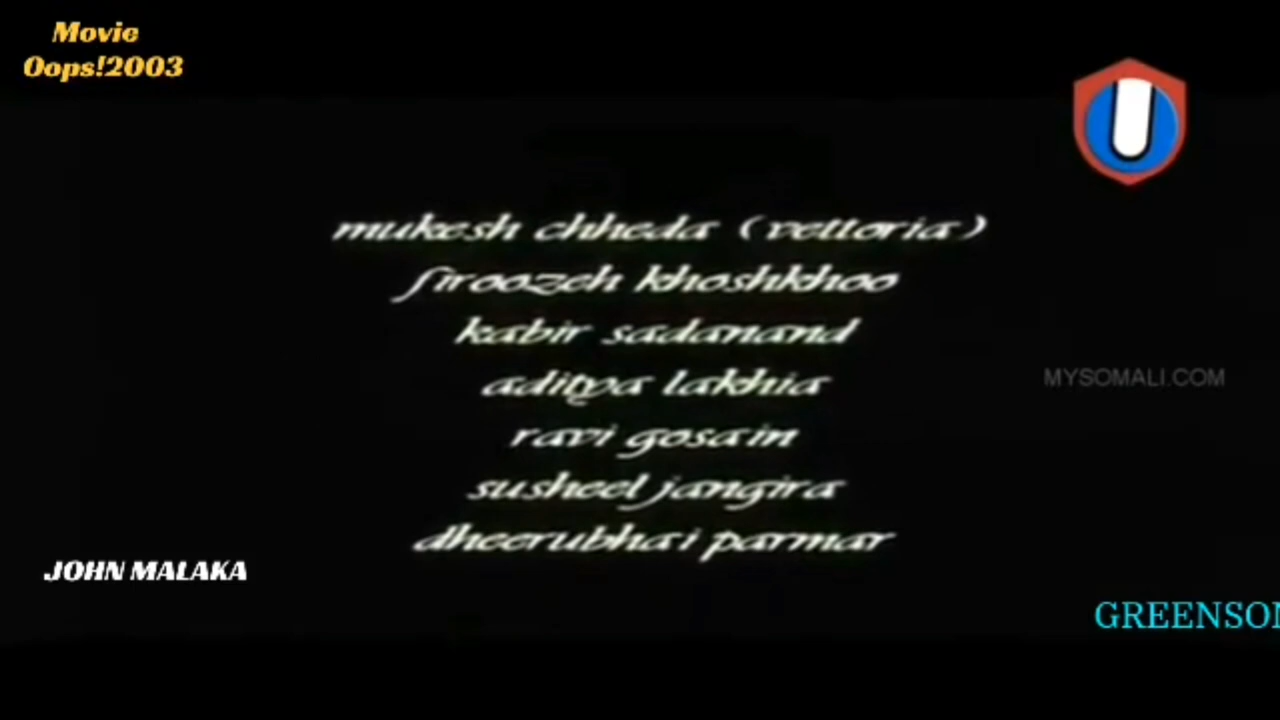 Movie
Oops!2003
U
mukesh chheda (vettoria)
firoozeh khoshkhoo
kabir sadanand
aditya lakhia
MYSOMALI.COM
ravi gosain
susheel jangira
dheerubhai parmar
JOHN MALAKA
GREENSON